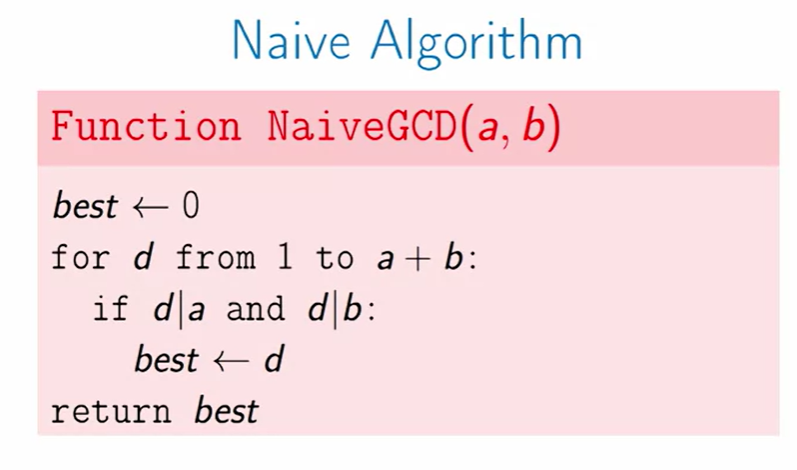 Naive Algorithm
Function NaiveGCD(a, b)
best ← 0
for d from 1 to a + b:
if d|a and d|b:
best ← d
return best